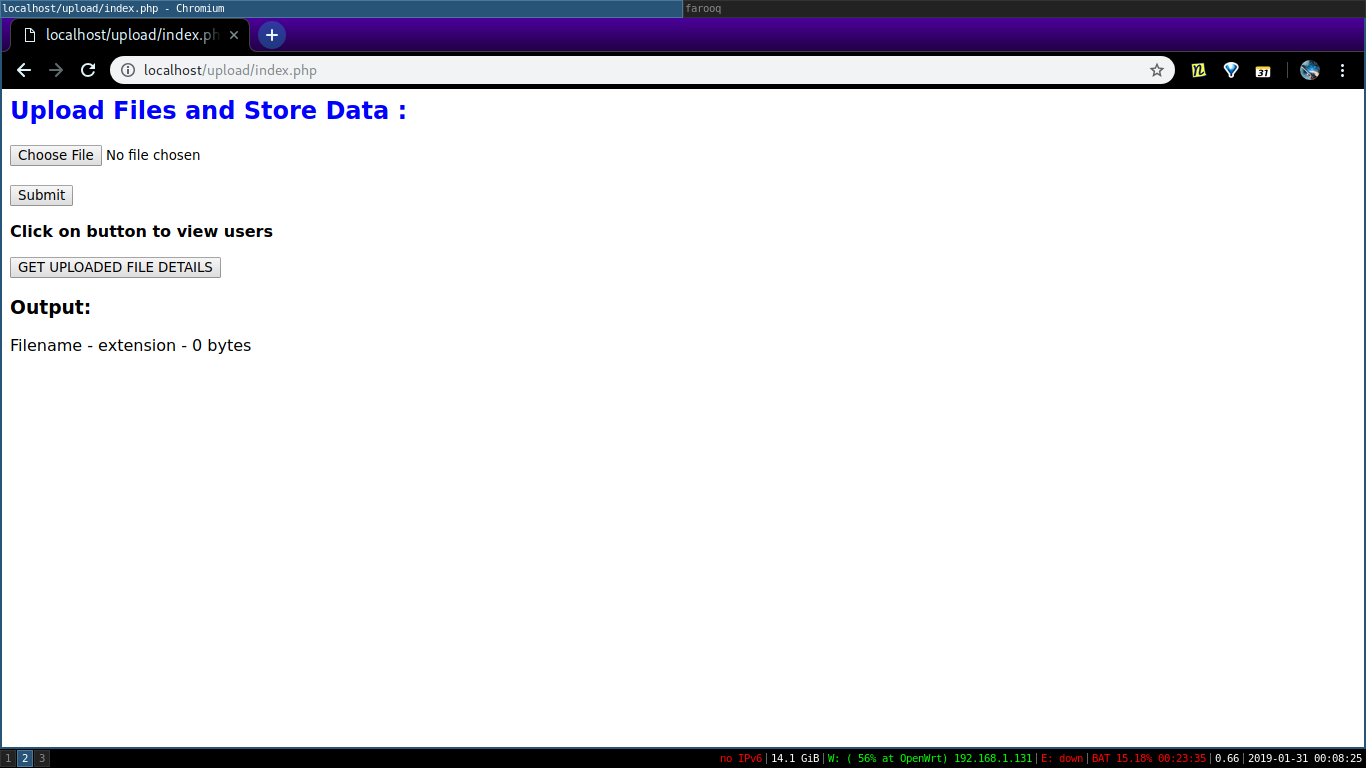 localhost/upload/index.php - Chromium
farooq
localhost/upload/index.ph
localhost/upload/index.php
31
Upload Files and Store Data :
Choose File No file chosen
Submit
Click on button to view users
GET UPLOADED FILE DETAILS
Output:
Filename - extension - 0 bytes
1 2 3
no IPv6|14.1 GiB|W: ( 56% at OpenWrt) 192.168.1.131|E: down|BAT 15.10% 00:23:35|0.66|2019-01-31 00:08:25